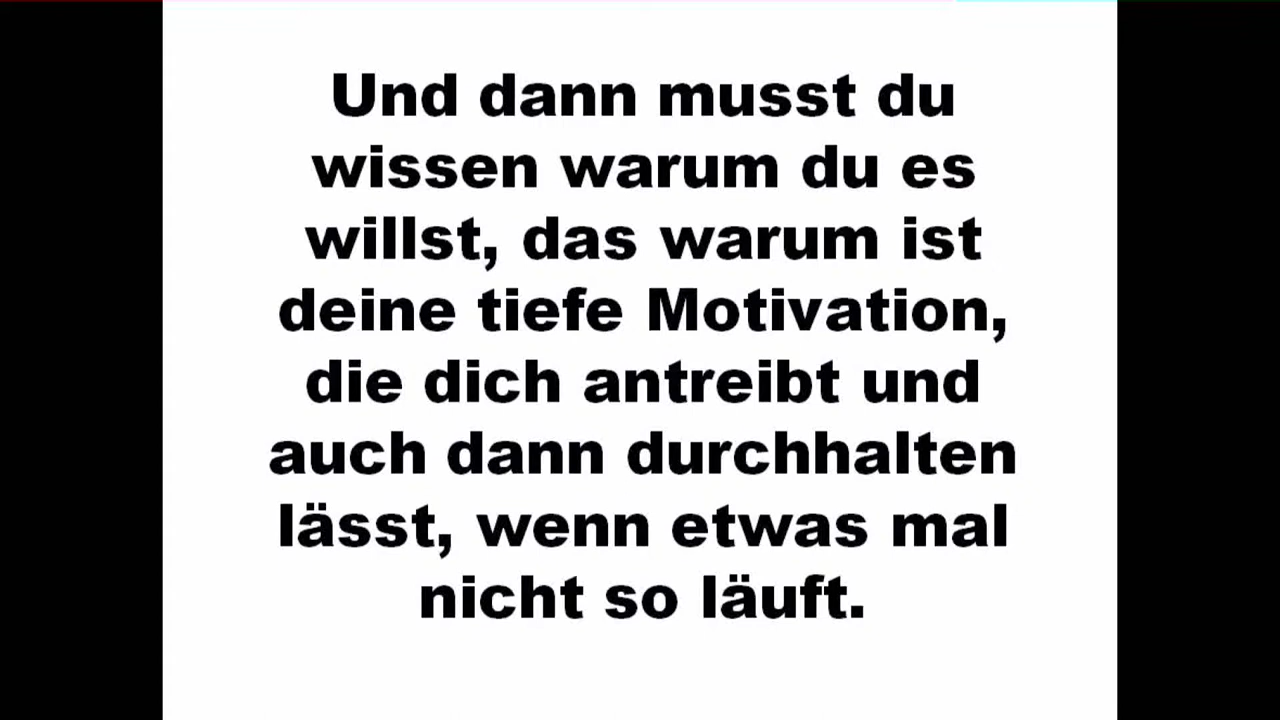 Und dann musst du
wissen warum du es
willst, das warum ist
deine tiefe Motivation,
die dich antreibt und
auch dann durchhalten
lässt, wenn etwas mal
nicht so läuft.